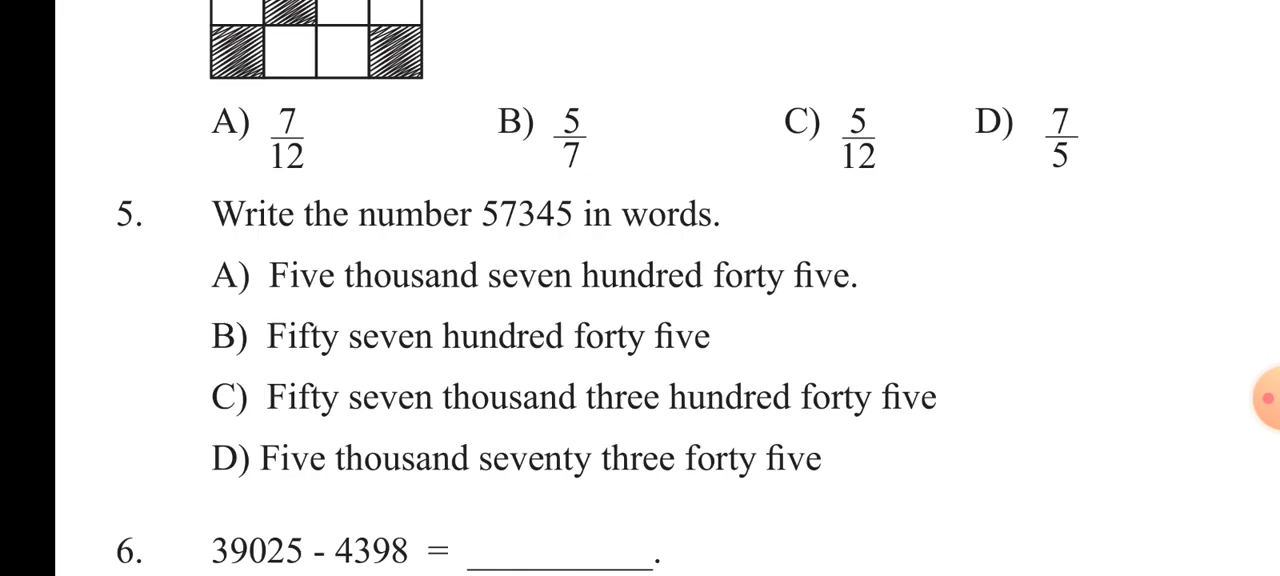 A) 7/12 B) 5/7 C) 5/12 D) 7/5
5. Write the number 57345 in words.
A) Five thousand seven hundred forty five.
B) Fifty seven hundred forty five
C) Fifty seven thousand three hundred forty five
D) Five thousand seventy three forty five
6. 39025 - 4398 = __________.